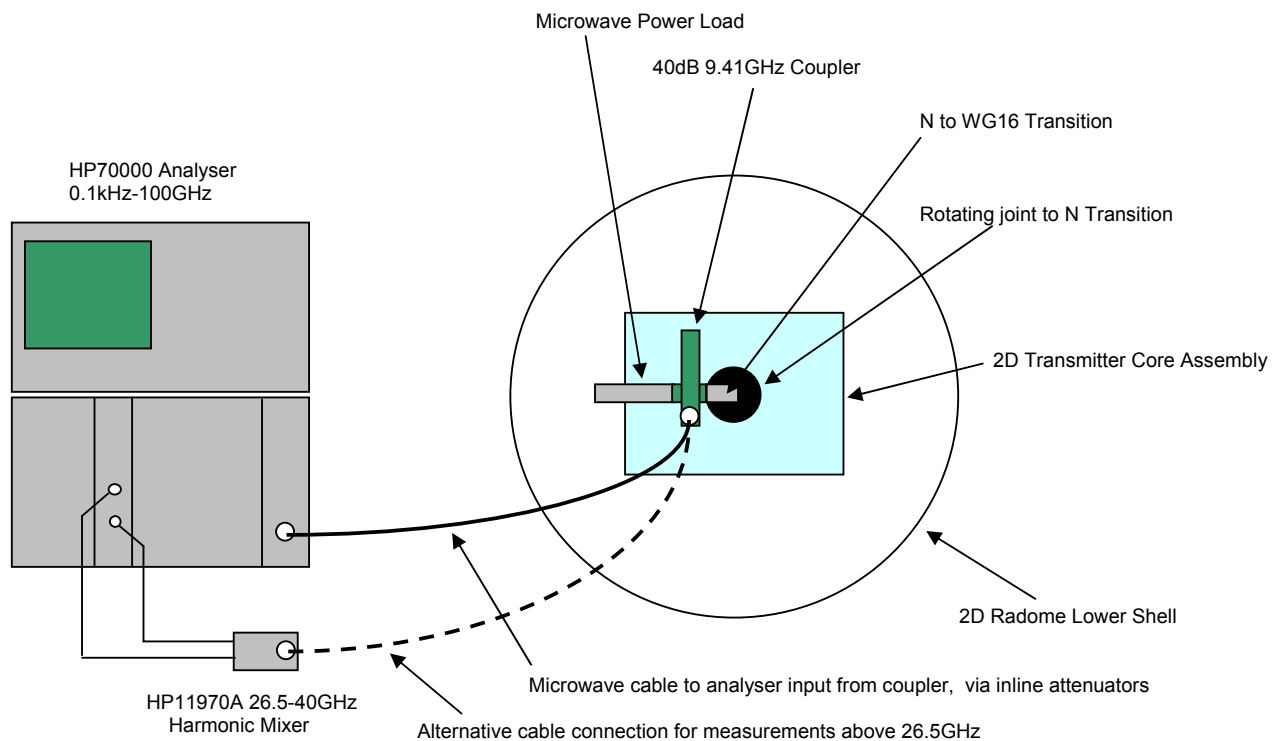 Microwave Power Load
40dB 9.41GHz Coupler
N to WG16 Transition
HP70000 Analyser
0.1kHz-100GHz
Rotating joint to N Transition
2D Transmitter Core Assembly
2D Radome Lower Shell
Microwave cable to analyser input from coupler, via inline attenuators
HP11970A 26.5-40GHz
Harmonic Mixer
Alternative cable connection for measurements above 26.5GHz